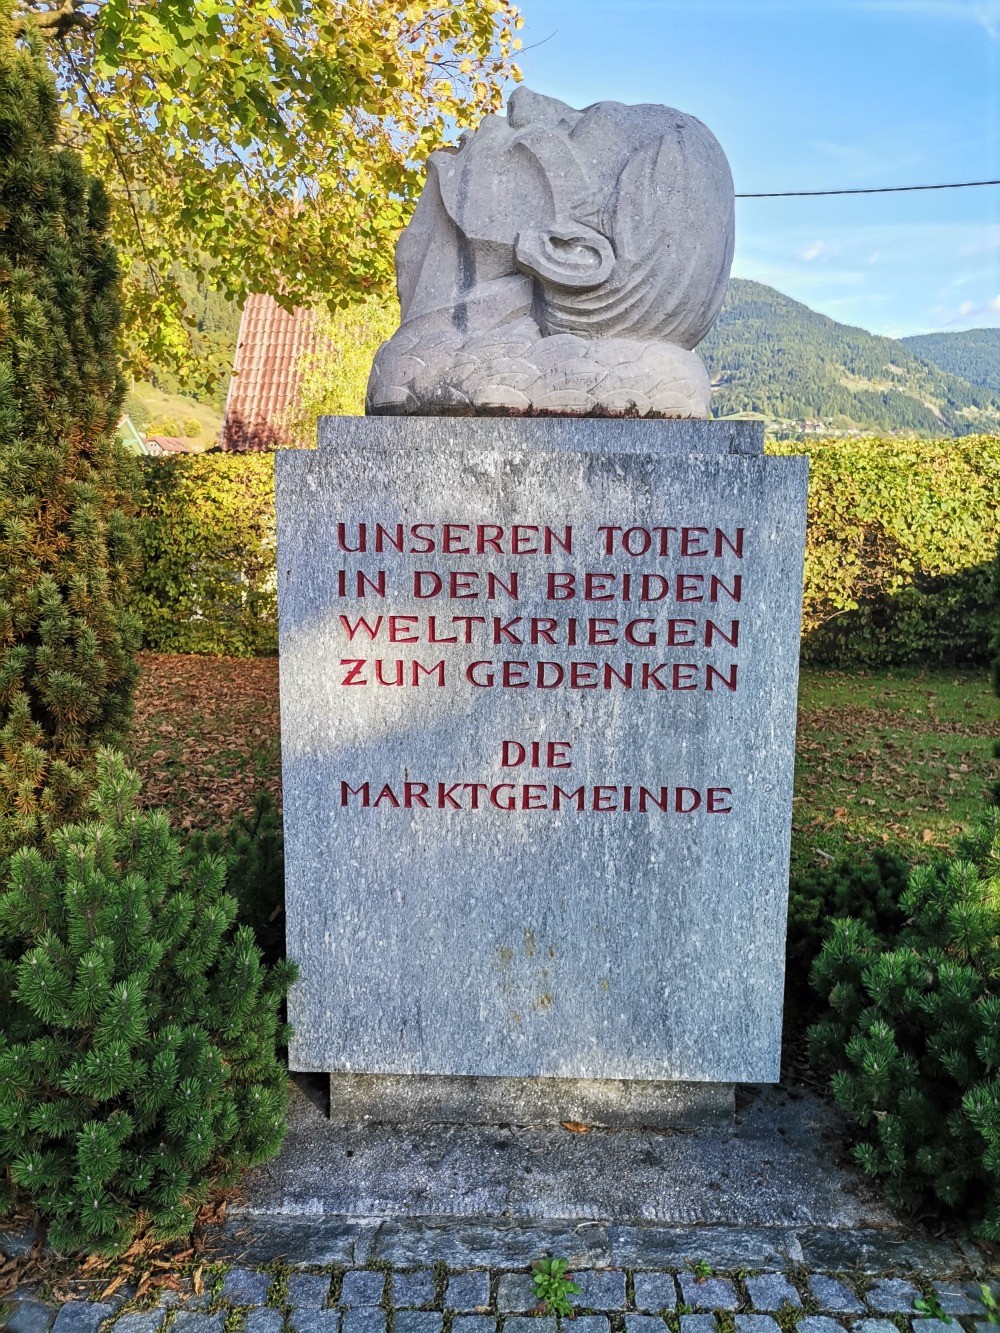 UNSEREN TOTEN
IN DEN BEIDEN
WELTKRIEGEN
ZUM GEDENKEN
DIE
MARKTGEMEINDE